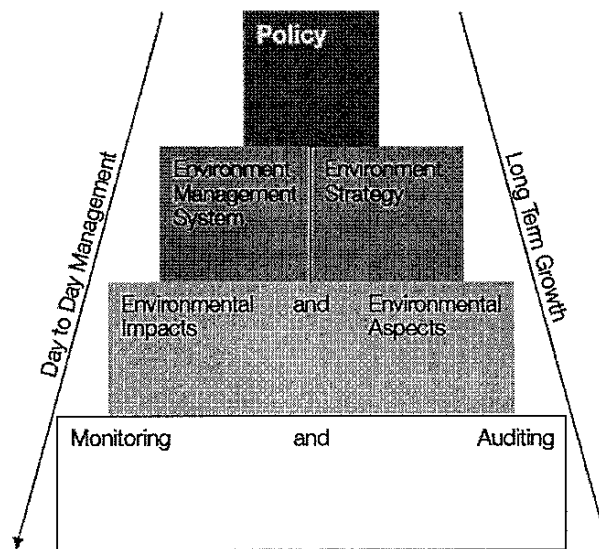 Policy
Environment
Management
System
Environment
Strategy
Environmental and Environmental
Impacts Aspects
Monitoring and Auditing
Day to Day Management
Long Term Growth